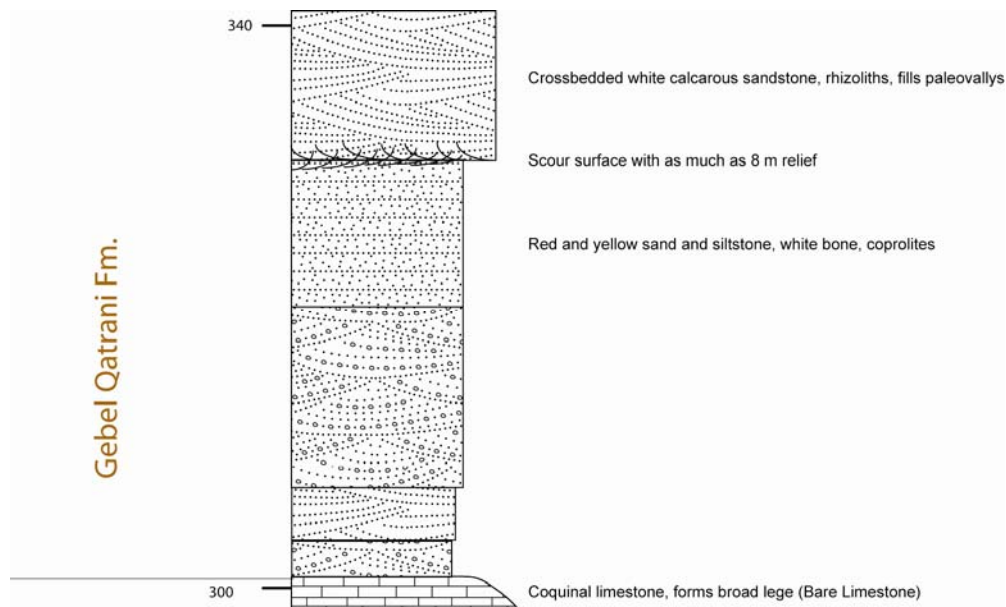 340
Crossbedded white calcarous sandstone, rhizoliths, fills paleovallys
Scour surface with as much as 8 m relief
Red and yellow sand and siltstone, white bone, coprolites
Gebel Qatrani Fm.
300
Coquinal limestone, forms broad lege (Bare Limestone)